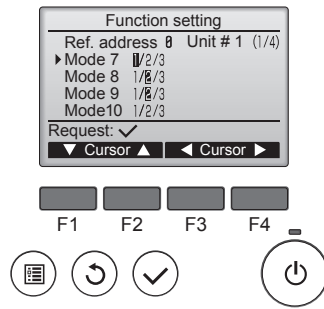 Function setting
Ref. address 0 Unit # 1 (1/4)
Mode 7 1/2/3
Mode 8 1/2/3
Mode 9 1/2/3
Mode10 1/2/3
Request: ✓
▼ Cursor ▲ ◀ Cursor ▶
F1 F2 F3 F4